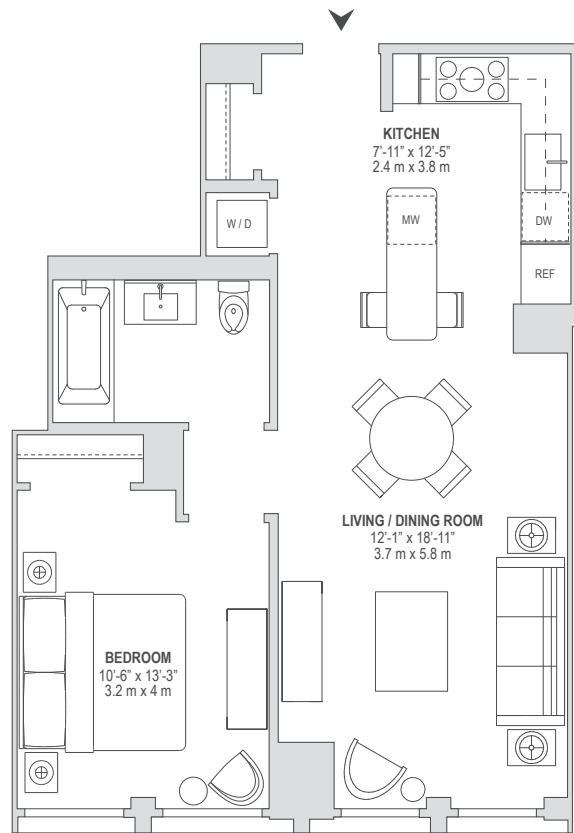 KITCHEN
7'-11" x 12'-5"
2.4 m x 3.8 m
W / D
MW
DW
REF
LIVING / DINING ROOM
12'-1" x 18'-11"
3.7 m x 5.8 m
BEDROOM
10'-6" x 13'-3"
3.2 m x 4 m